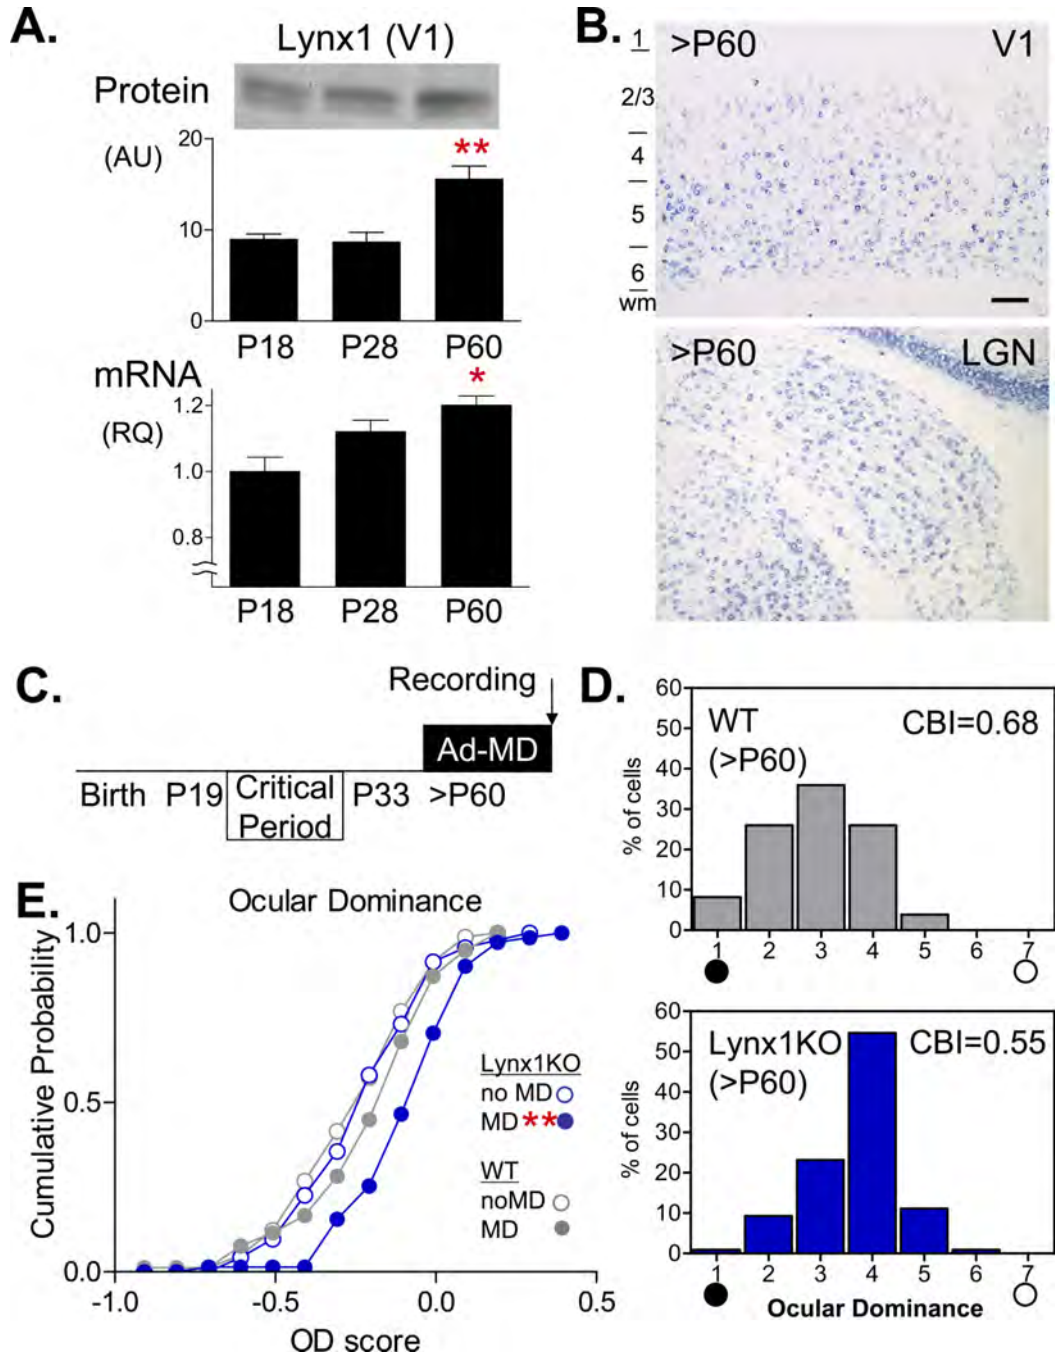 A.
Lynx1 (V1)
Protein
(AU)
**
20
10
0
P18 P28 P60
mRNA
(RQ)
*
1.2
1.0
0.8
P18 P28 P60
B.
>P60 V1
1
2/3
4
5
6
wm
>P60 LGN
C.
Recording
Ad-MD
Birth P19 Critical Period P33 >P60
D.
WT
(>P60)
CBI=0.68
% of cells
60
50
40
30
20
10
0
1 2 3 4 5 6 7
Lynx1KO
(>P60)
CBI=0.55
% of cells
60
50
40
30
20
10
0
1 2 3 4 5 6 7
Ocular Dominance
E.
Ocular Dominance
Cumulative Probability
1.0
0.5
0.0
Lynx1KO
no MD
MD **
WT
noMD
MD
-1.0 -0.5 0.0 0.5
OD score